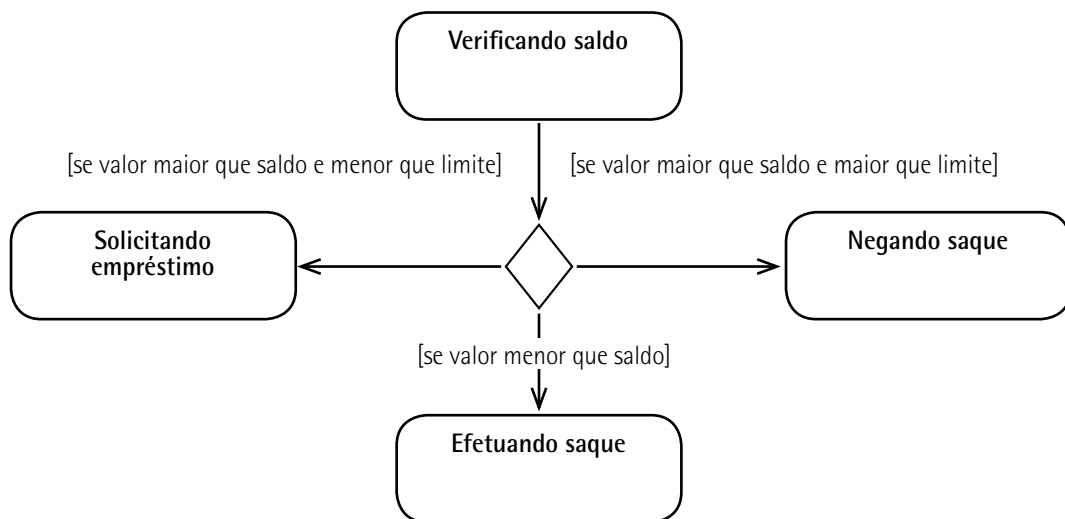 Verificando saldo
[se valor maior que saldo e menor que limite]
[se valor maior que saldo e maior que limite]
Solicitando
empréstimo
Negando saque
[se valor menor que saldo]
Efetuando saque